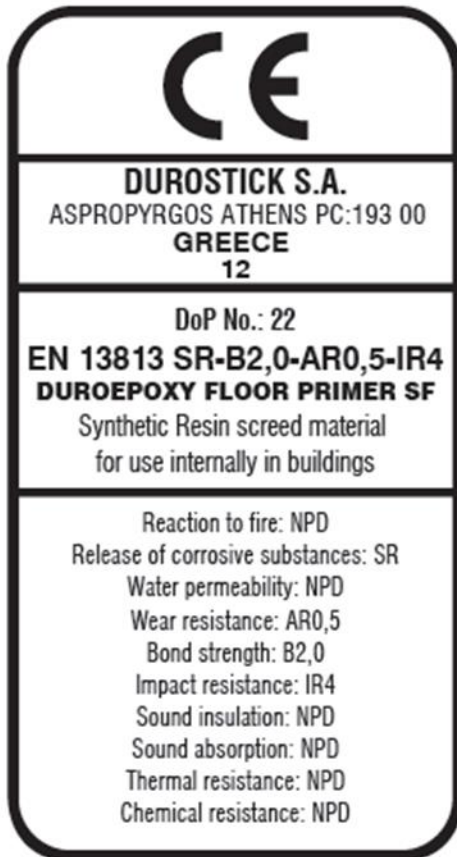 CE
DUROSTICK S.A.
ASPROPYRGOS ATHENS PC:193 00
GREECE
12
DoP No.: 22
EN 13813 SR-B2,0-AR0,5-IR4
DUROEPOXY FLOOR PRIMER SF
Synthetic Resin screed material
for use internally in buildings
Reaction to fire: NPD
Release of corrosive substances: SR
Water permeability: NPD
Wear resistance: AR0,5
Bond strength: B2,0
Impact resistance: IR4
Sound insulation: NPD
Sound absorption: NPD
Thermal resistance: NPD
Chemical resistance: NPD